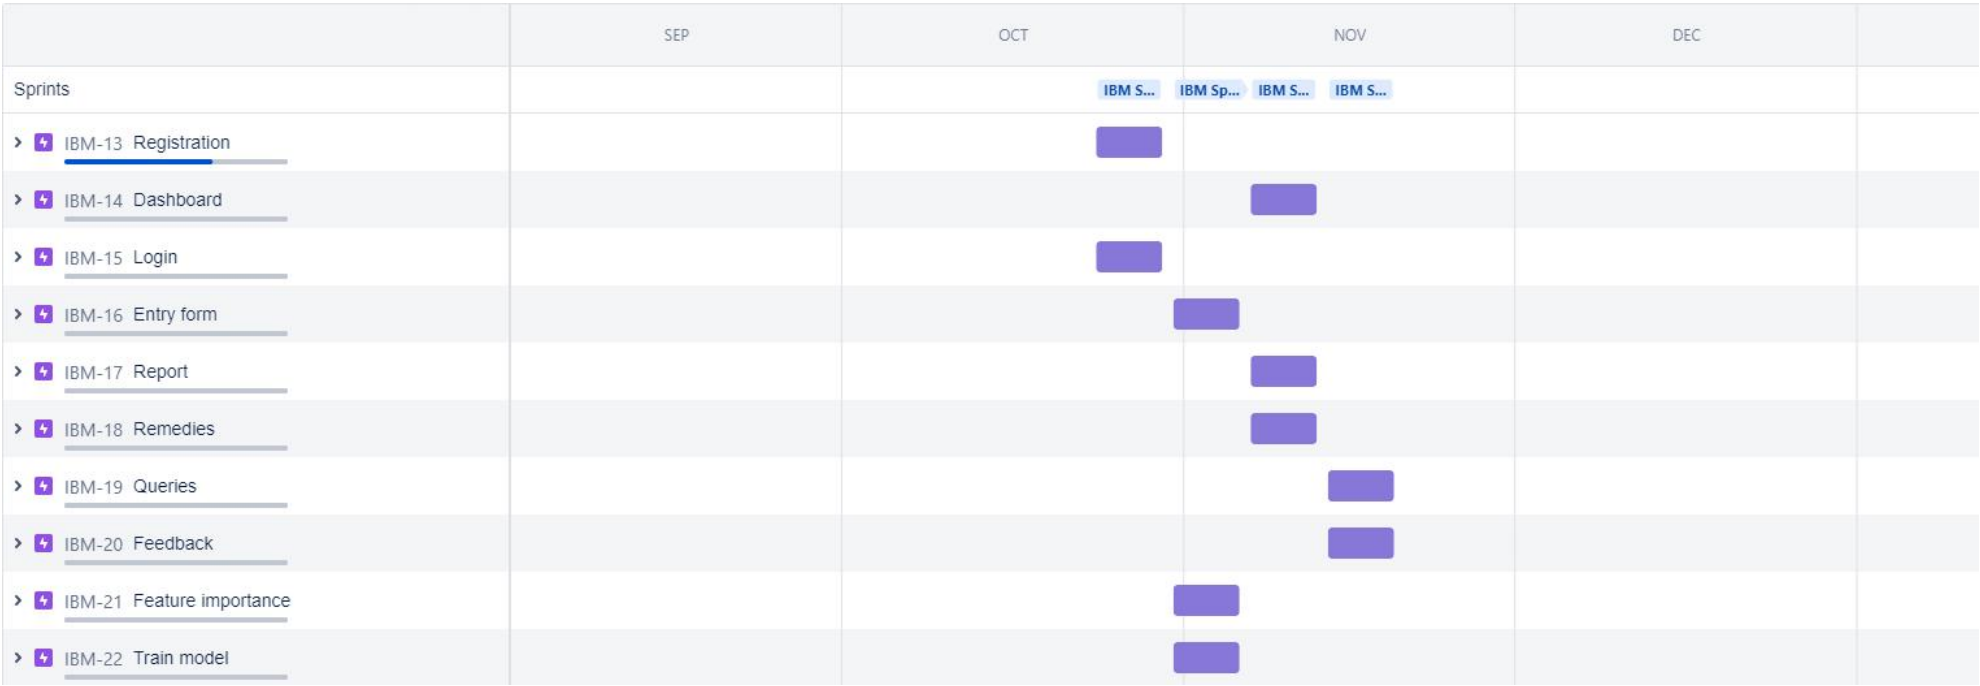 SEP OCT NOV DEC
Sprints IBM S... IBM Sp... IBM S... IBM S...
IBM-13 Registration
IBM-14 Dashboard
IBM-15 Login
IBM-16 Entry form
IBM-17 Report
IBM-18 Remedies
IBM-19 Queries
IBM-20 Feedback
IBM-21 Feature importance
IBM-22 Train model